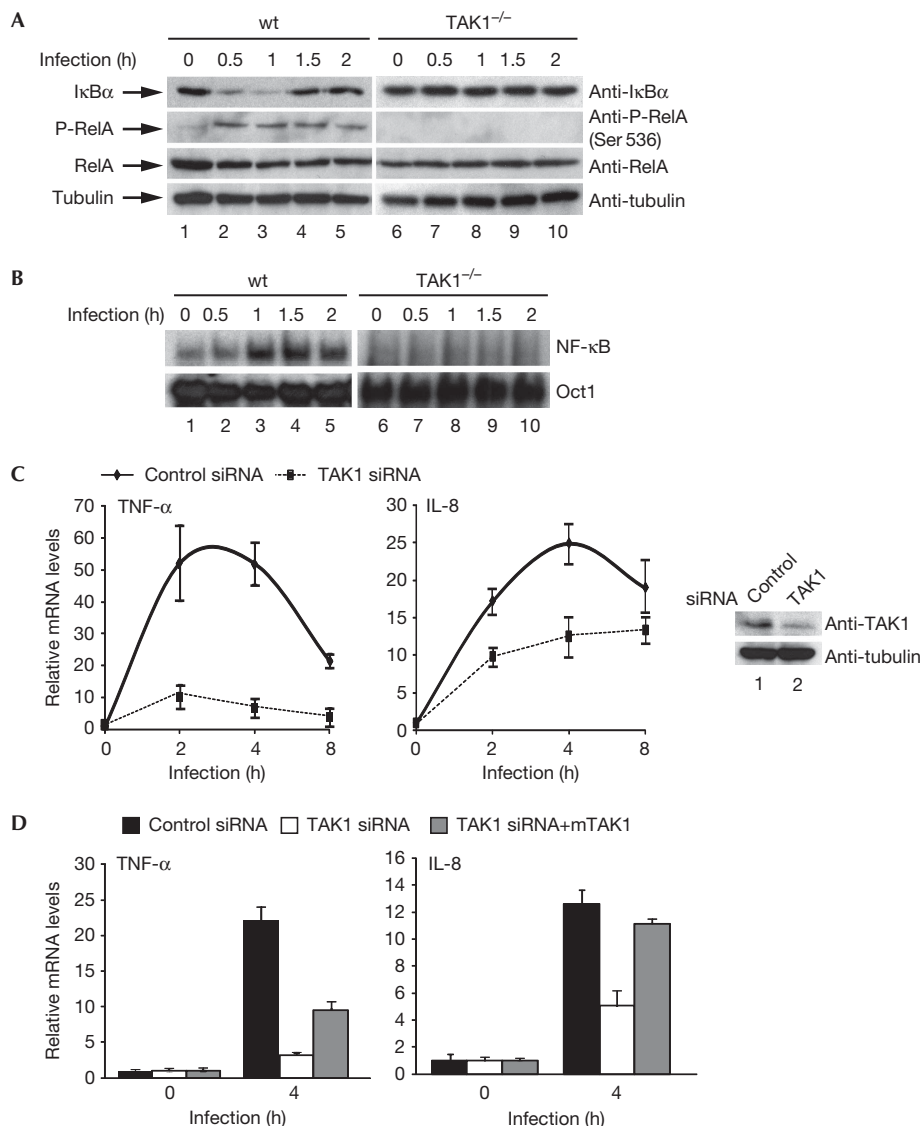 A
wt TAK1–/–
Infection (h) 0 0.5 1 1.5 2 0 0.5 1 1.5 2
IκBα Anti-IκBα
P-RelA Anti-P-RelA
(Ser 536)
RelA Anti-RelA
Tubulin Anti-tubulin
1 2 3 4 5 6 7 8 9 10
B
wt TAK1–/–
Infection (h) 0 0.5 1 1.5 2 0 0.5 1 1.5 2
NF-κB
Oct1
1 2 3 4 5 6 7 8 9 10
C
Control siRNA TAK1 siRNA
TNF-α
Relative mRNA levels
70
60
50
40
30
20
10
0
0 2 4 8
Infection (h)
IL-8
30
25
20
15
10
5
0
0 2 4 8
Infection (h)
siRNA Control TAK1
Anti-TAK1
Anti-tubulin
1 2
D
Control siRNA TAK1 siRNA TAK1 siRNA+mTAK1
TNF-α
Relative mRNA levels
30
25
20
15
10
5
0
0 4
Infection (h)
IL-8
16
14
12
10
8
6
4
2
0
0 4
Infection (h)